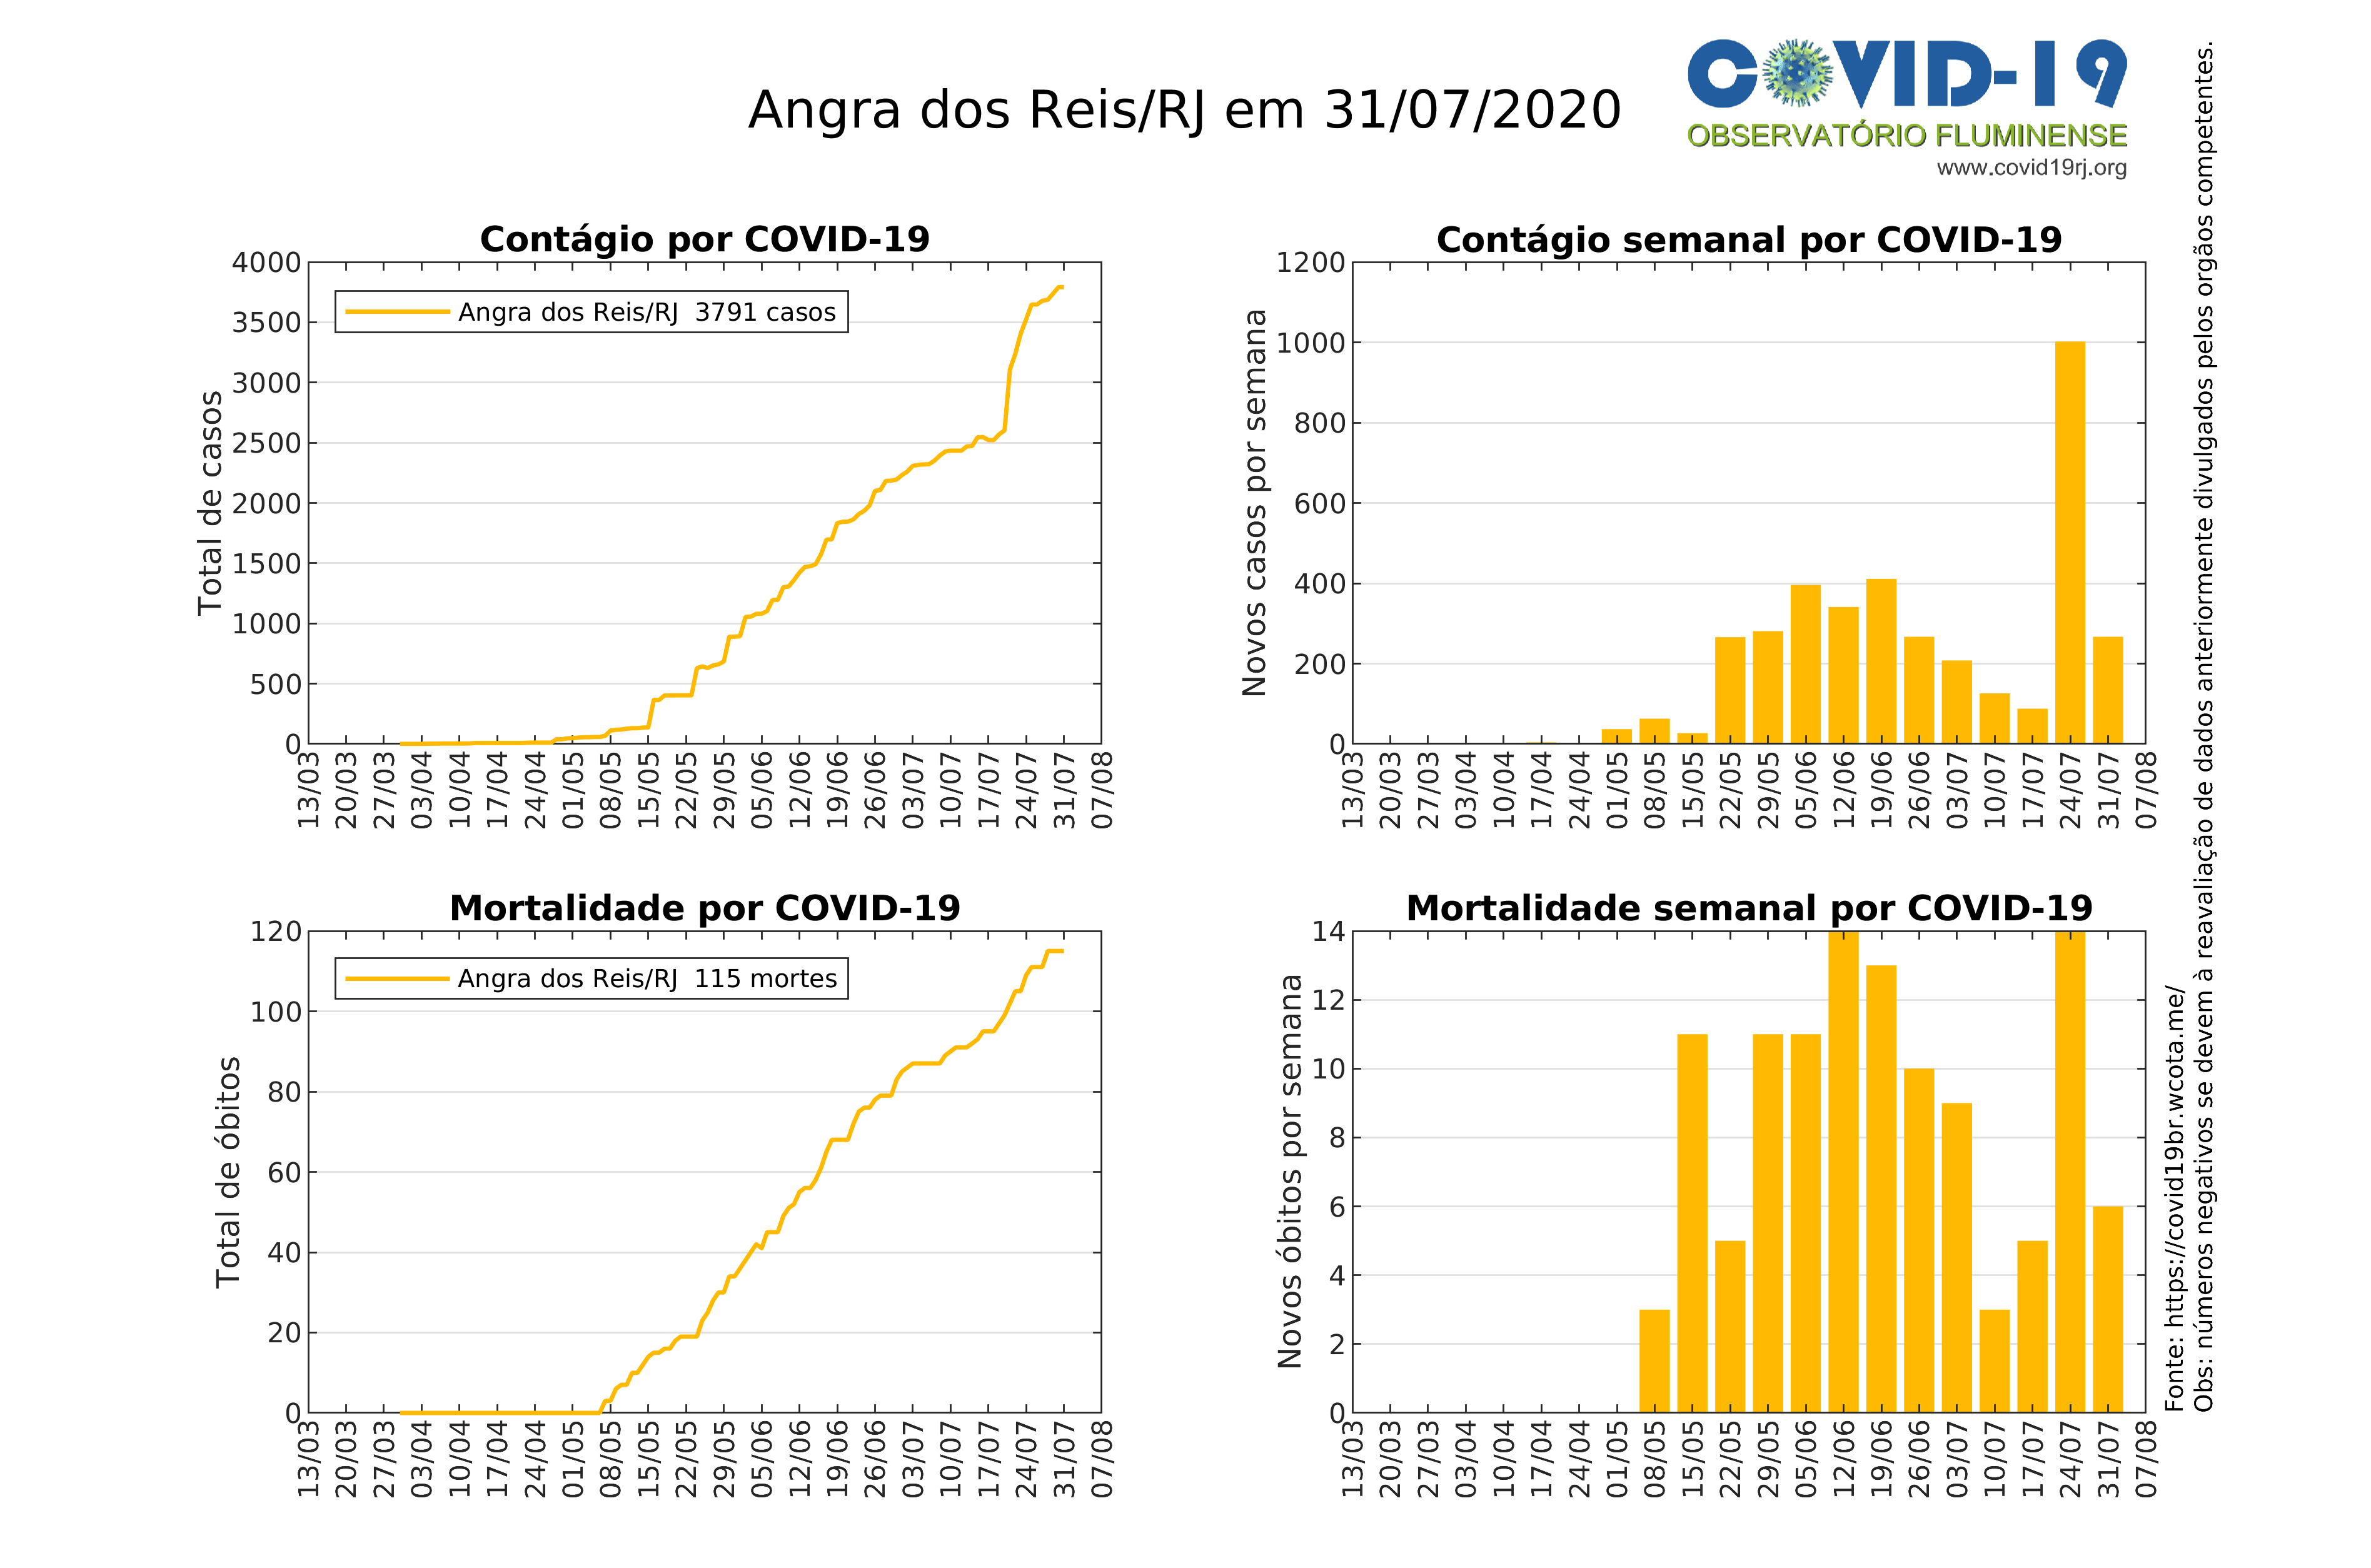 Angra dos Reis/RJ em 31/07/2020
COVID-19
OBSERVATÓRIO FLUMINENSE
www.covid19rj.org
Contágio por COVID-19
Total de casos
4000
3500
3000
2500
2000
1500
1000
500
0
Angra dos Reis/RJ 3791 casos
13/03 20/03 27/03 03/04 10/04 17/04 24/04 01/05 08/05 15/05 22/05 29/05 05/06 12/06 19/06 26/06 03/07 10/07 17/07 24/07 31/07 07/08
Contágio semanal por COVID-19
Novos casos por semana
1200
1000
800
600
400
200
0
13/03 20/03 27/03 03/04 10/04 17/04 24/04 01/05 08/05 15/05 22/05 29/05 05/06 12/06 19/06 26/06 03/07 10/07 17/07 24/07 31/07 07/08
Mortalidade por COVID-19
Total de óbitos
120
100
80
60
40
20
0
Angra dos Reis/RJ 115 mortes
13/03 20/03 27/03 03/04 10/04 17/04 24/04 01/05 08/05 15/05 22/05 29/05 05/06 12/06 19/06 26/06 03/07 10/07 17/07 24/07 31/07 07/08
Mortalidade semanal por COVID-19
Novos óbitos por semana
14
12
10
8
6
4
2
0
13/03 20/03 27/03 03/04 10/04 17/04 24/04 01/05 08/05 15/05 22/05 29/05 05/06 12/06 19/06 26/06 03/07 10/07 17/07 24/07 31/07 07/08
Fonte: https://covid19br.wcota.me/
Obs: números negativos se devem à reavaliação de dados anteriormente divulgados pelos orgãos competentes.